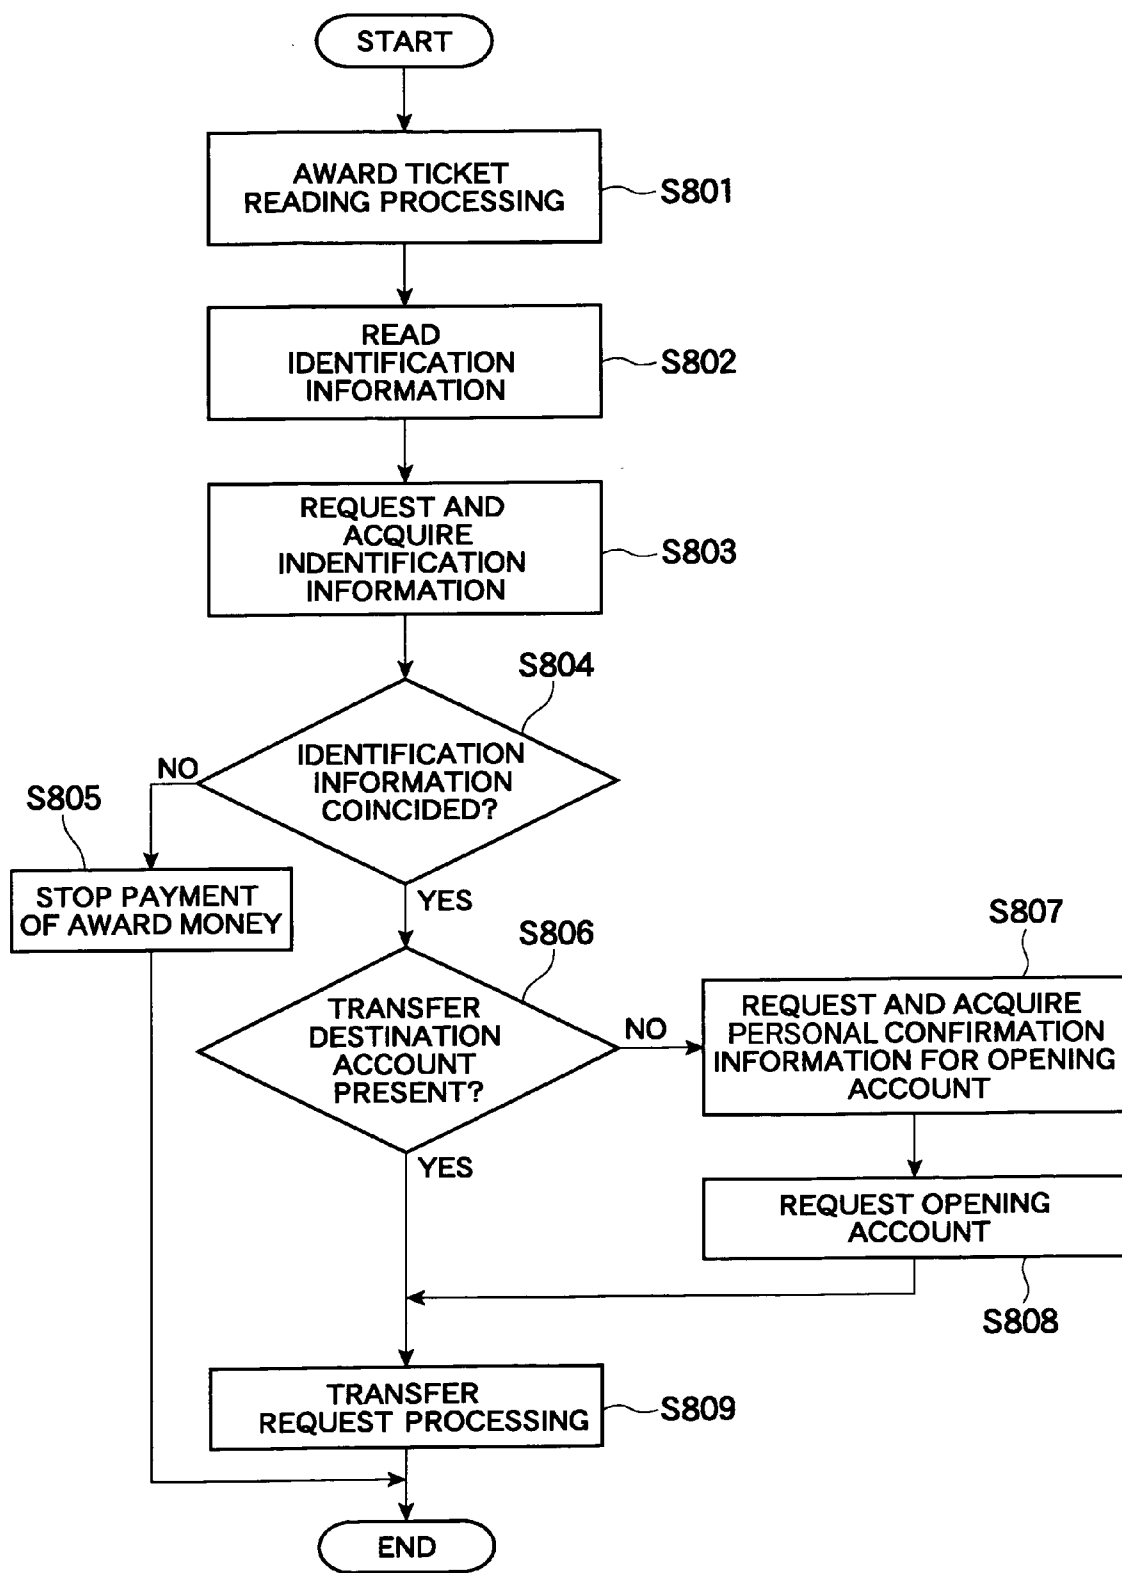 START
AWARD TICKET
READING PROCESSING
S801
READ
IDENTIFICATION
INFORMATION
S802
REQUEST AND
ACQUIRE
INDENTIFICATION
INFORMATION
S803
S804
IDENTIFICATION
INFORMATION
COINCIDED?
NO
YES
S805
STOP PAYMENT
OF AWARD MONEY
S806
TRANSFER
DESTINATION
ACCOUNT
PRESENT?
NO
YES
S807
REQUEST AND ACQUIRE
PERSONAL CONFIRMATION
INFORMATION FOR OPENING
ACCOUNT
REQUEST OPENING
ACCOUNT
S808
TRANSFER
REQUEST PROCESSING
S809
END